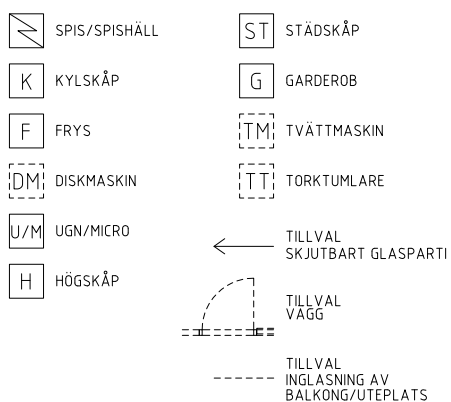 SPIS/SPISHÄLL
K KYLSKÅP
F FRYS
DM DISKMASKIN
U/M UGN/MICRO
H HÖGSKÅP
ST STÄDSKÅP
G GARDEROB
TM TVÄTTMASKIN
TT TORKTUMLARE
TILLVAL
SKJUTBART GLASPARTI
TILLVAL
VÄGG
TILLVAL
INGLASNING AV
BALKONG/UTEPLATS